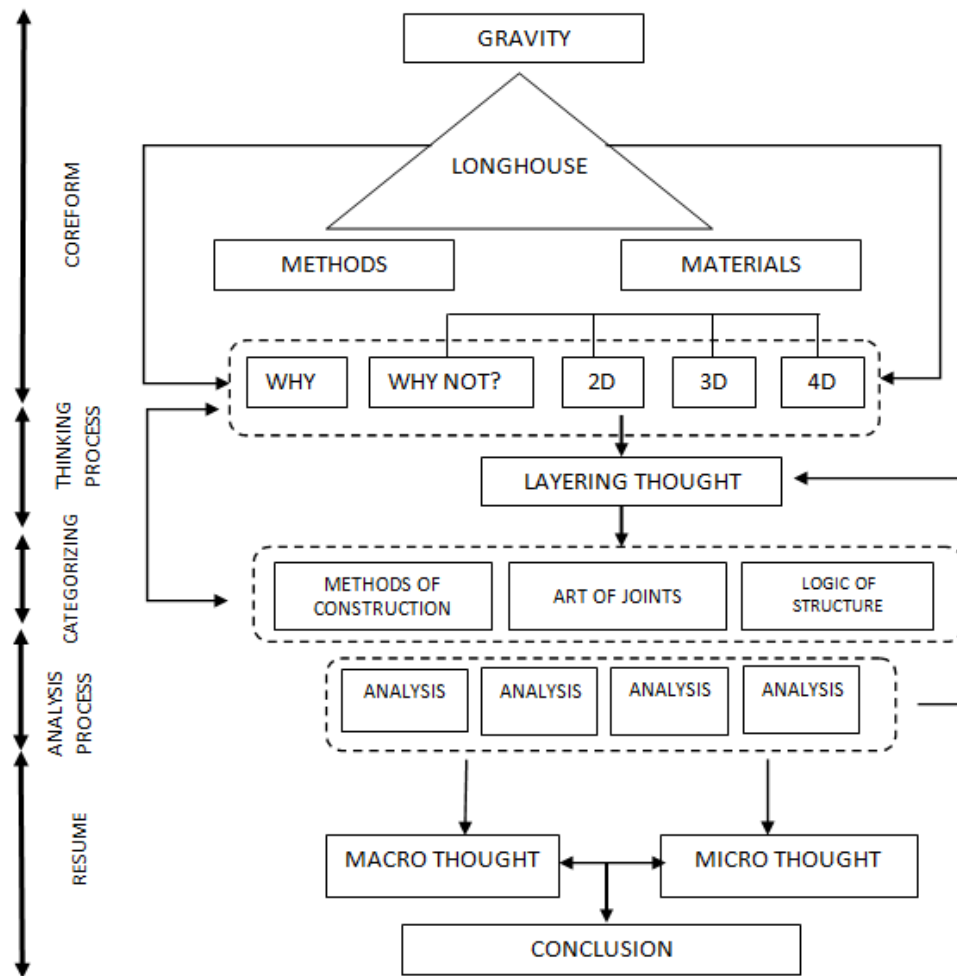 GRAVITY
LONGHOUSE
METHODS
MATERIALS
COREFORM
WHY
WHY NOT?
2D
3D
4D
THINKING
PROCESS
LAYERING THOUGHT
CATEGORIZING
METHODS OF
CONSTRUCTION
ART OF JOINTS
LOGIC OF
STRUCTURE
ANALYSIS
PROCESS
ANALYSIS
ANALYSIS
ANALYSIS
ANALYSIS
RESUME
MACRO THOUGHT
MICRO THOUGHT
CONCLUSION